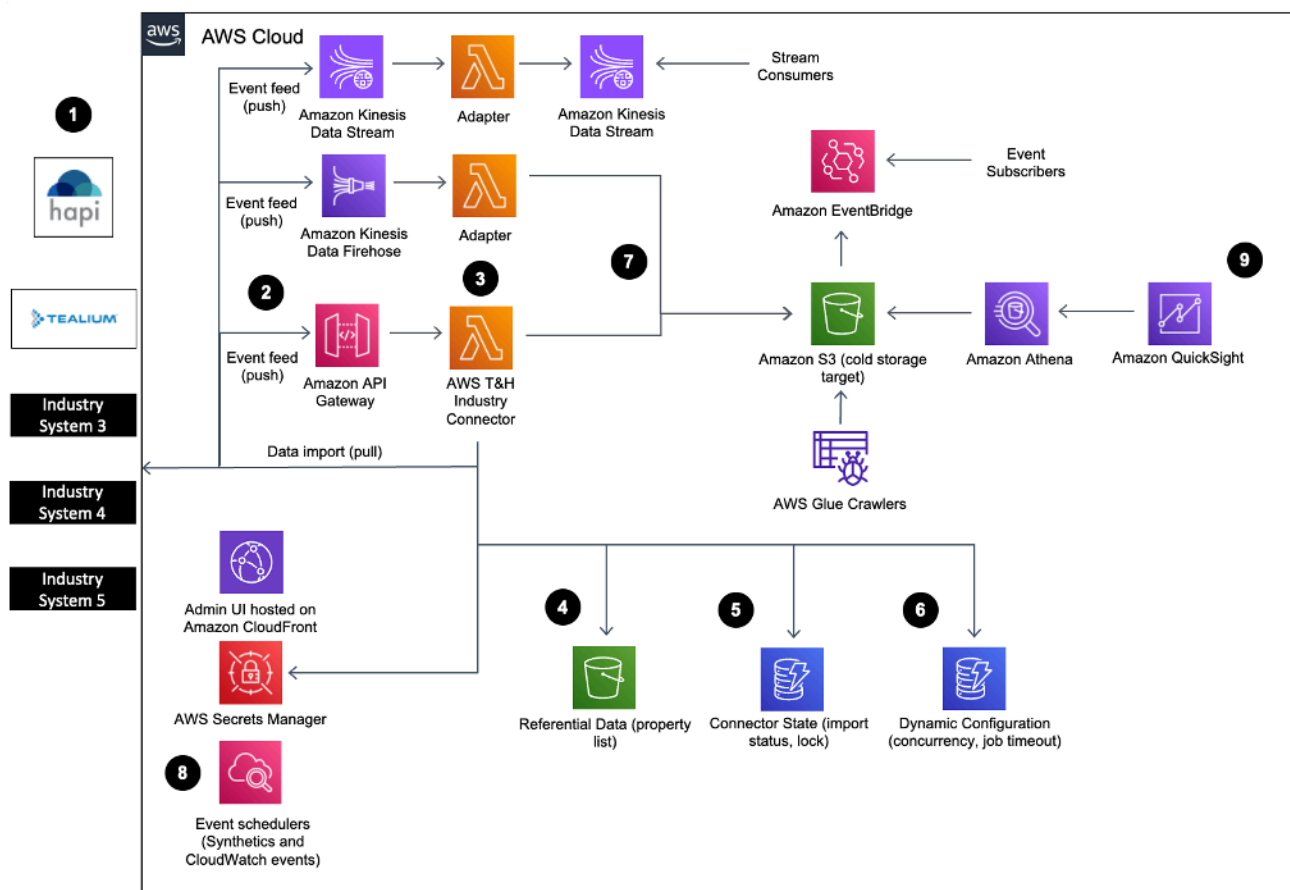 aws
AWS Cloud
1
hapi
TEALIUM
Industry
System 3
Industry
System 4
Industry
System 5
Event feed
(push)
Amazon Kinesis
Data Stream
Adapter
Amazon Kinesis
Data Stream
Stream
Consumers
Event feed
(push)
Amazon Kinesis
Data Firehose
Adapter
7
Event
Subscribers
Amazon EventBridge
2
3
Event feed
(push)
Amazon API
Gateway
AWS T&H
Industry
Connector
Amazon S3 (cold storage
target)
Amazon Athena
9
Amazon QuickSight
Data import (pull)
AWS Glue Crawlers
Admin UI hosted on
Amazon CloudFront
AWS Secrets Manager
4
Referential Data (property
list)
5
Connector State (import
status, lock)
6
Dynamic Configuration
(concurrency, job timeout)
8
Event schedulers
(Synthetics and
CloudWatch events)